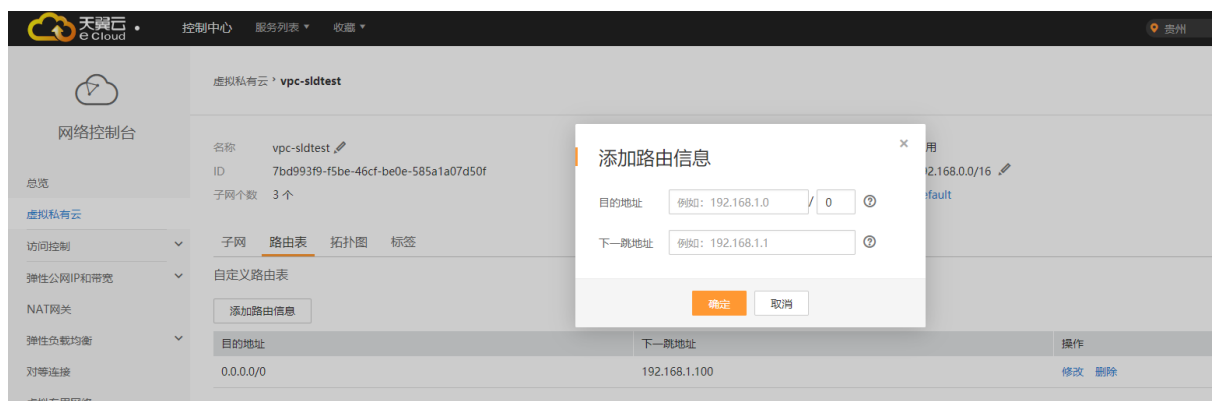 天翼云 控制中心 服务列表 收藏 贵州
e Cloud
虚拟私有云 > vpc-sldtest
网络控制台
添加路由信息 ×
名称 vpc-sldtest 用
ID 7bd993f9-f5be-46cf-be0e-585a1a07d50f 2.168.0.0/16
总览
子网个数 3 个 目的地址 例如：192.168.1.0 / 0 efault
虚拟私有云
访问控制 子网 路由表 拓扑图 标签 下一跳地址 例如：192.168.1.1
弹性公网IP和带宽 自定义路由表
NAT网关 添加路由信息 确定 取消
弹性负载均衡 目的地址 下一跳地址 操作
对等连接 0.0.0.0/0 192.168.1.100 修改 删除